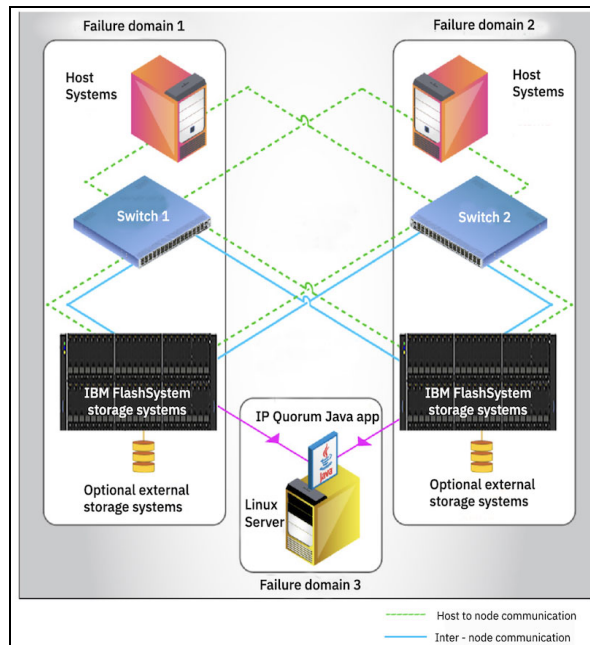 Failure domain 1
Failure domain 2
Host
Systems
Host
Systems
Switch 1
Switch 2
IBM FlashSystem
storage systems
IBM FlashSystem
storage systems
IP Quorum Java app
Java
Optional external
storage systems
Linux
Server
Optional external
storage systems
Failure domain 3
Host to node communication
Inter - node communication